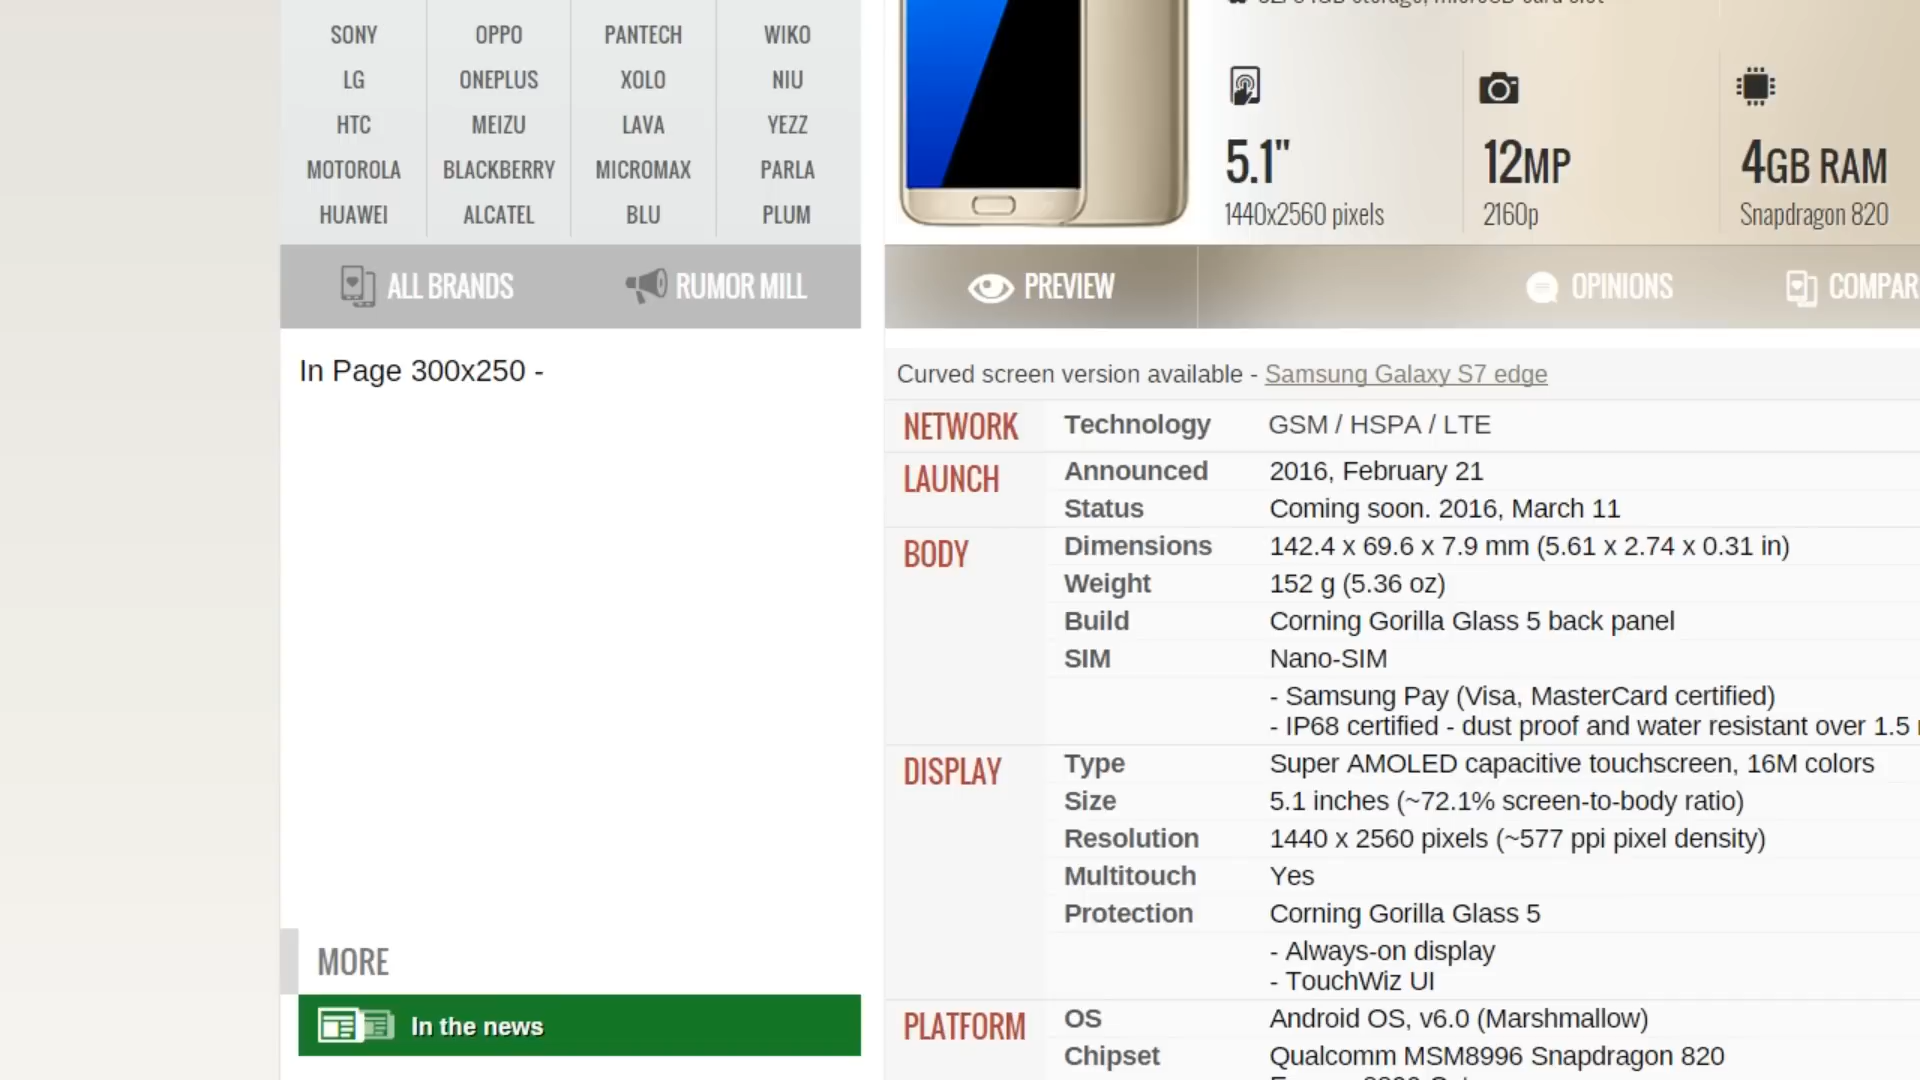 SONY OPPO PANTECH WIKO
LG ONEPLUS XOLO NIU
HTC MEIZU LAVA YEZZ
MOTOROLA BLACKBERRY MICROMAX PARLA
HUAWEI ALCATEL BLU PLUM
ALL BRANDS RUMOR MILL
In Page 300x250 -
MORE
In the news
5.1" 12MP 4GB RAM
1440x2560 pixels 2160p Snapdragon 820
PREVIEW OPINIONS COMPAR
Curved screen version available - Samsung Galaxy S7 edge
NETWORK Technology GSM / HSPA / LTE
LAUNCH Announced 2016, February 21
Status Coming soon. 2016, March 11
BODY Dimensions 142.4 x 69.6 x 7.9 mm (5.61 x 2.74 x 0.31 in)
Weight 152 g (5.36 oz)
Build Corning Gorilla Glass 5 back panel
SIM Nano-SIM
- Samsung Pay (Visa, MasterCard certified)
- IP68 certified - dust proof and water resistant over 1.5
DISPLAY Type Super AMOLED capacitive touchscreen, 16M colors
Size 5.1 inches (~72.1% screen-to-body ratio)
Resolution 1440 x 2560 pixels (~577 ppi pixel density)
Multitouch Yes
Protection Corning Gorilla Glass 5
- Always-on display
- TouchWiz UI
PLATFORM OS Android OS, v6.0 (Marshmallow)
Chipset Qualcomm MSM8996 Snapdragon 820